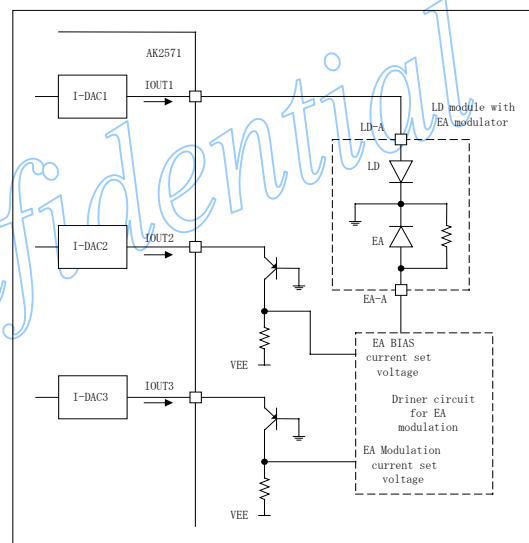 AK2571
I-DAC1
IOUT1
LD module with
EA modulator
LD-A
LD
EA
EA-A
I-DAC2
IOUT2
VEE
EA BIAS
current set
voltage
Driner circuit
for EA
modulation
I-DAC3
IOUT3
EA Modulation
current set
voltage
VEE
nfidential